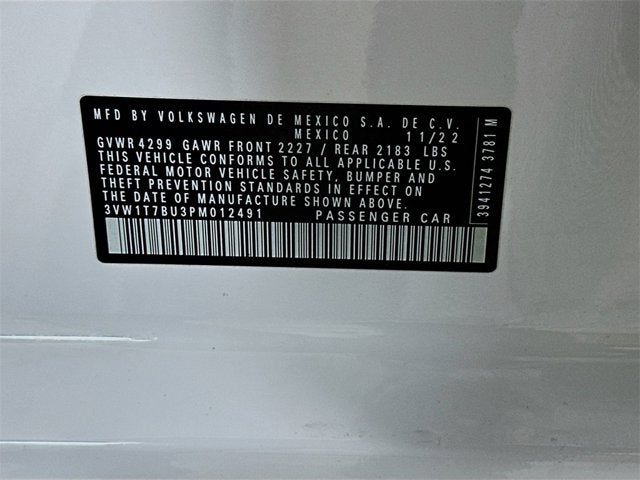 MFD BY VOLKSWAGEN DE MEXICO S.A. DE C.V.
MEXICO 11/22
GVWR 4299 GAWR FRONT 2227 / REAR 2183 LBS
THIS VEHICLE CONFORMS TO ALL APPLICABLE U.S.
FEDERAL MOTOR VEHICLE SAFETY, BUMPER AND
THEFT PREVENTION STANDARDS IN EFFECT ON
THE DATE OF MANUFACTURE SHOWN ABOVE.
3VW1T7BU3PM012491 PASSENGER CAR
3941274 3781 M